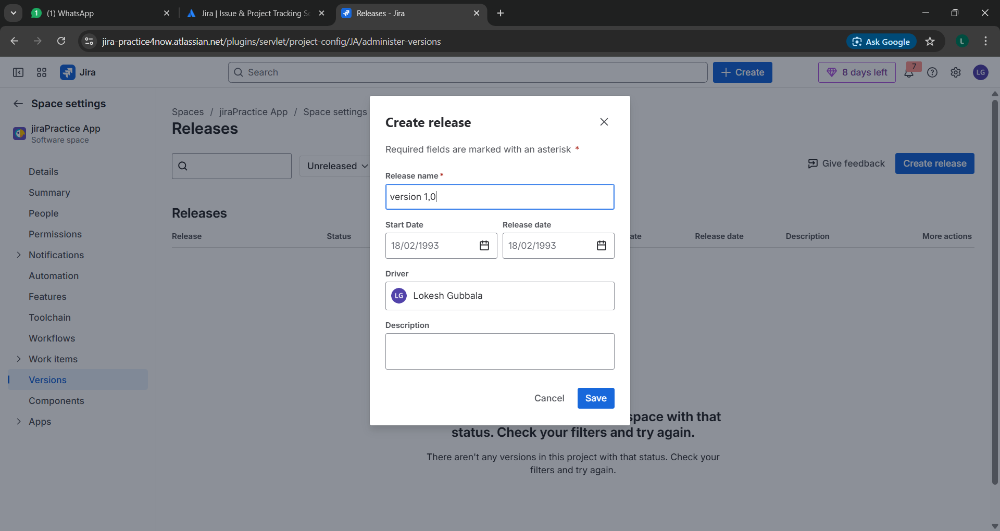 1
(1) WhatsApp
Jira | Issue & Project Tracking So
Releases - Jira
jira-practice4now.atlassian.net/plugins/servlet/project-config/JA/administer-versions
Ask Google
L
Jira
Search
Create
8 days left
7
LG
Space settings
jiraPractice App
Software space
Details
Summary
People
Permissions
Notifications
Automation
Features
Toolchain
Workflows
Work items
Versions
Components
Apps
Spaces / jiraPractice App / Space settings
Releases
Unreleased
Give feedback
Create release
Releases
Release Status ate Release date Description More actions
Create release
Required fields are marked with an asterisk *
Release name *
version 1,0
Start Date Release date
18/02/1993 18/02/1993
Driver
LG Lokesh Gubbala
Description
Cancel Save
space with that
status. Check your filters and try again.
There aren't any versions in this project with that status. Check your
filters and try again.